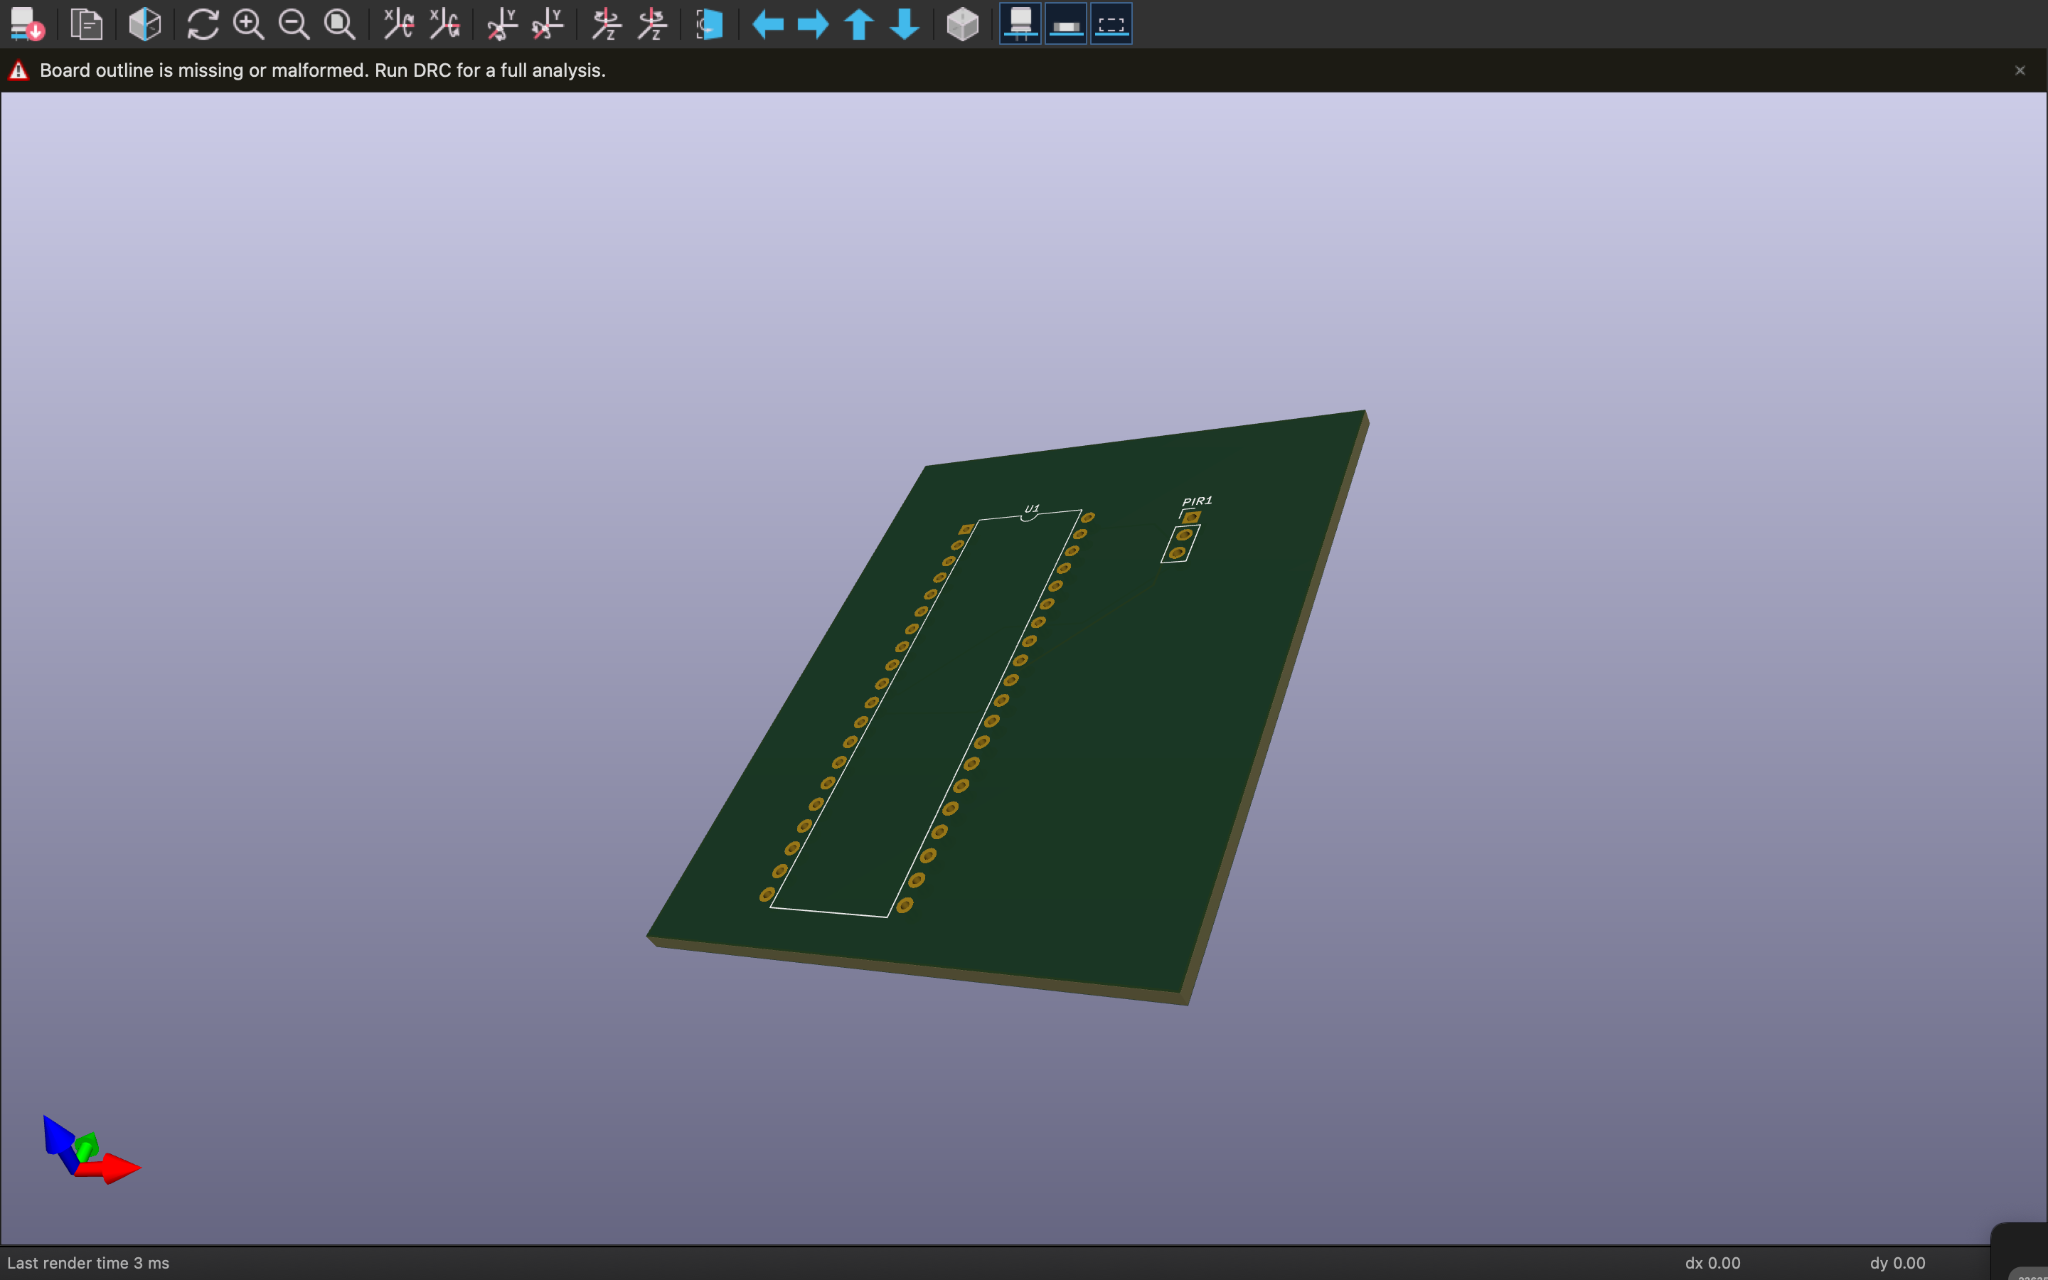 Board outline is missing or malformed. Run DRC for a full analysis.
U1
PIR1
Last render time 3 ms
dx 0.00
dy 0.00